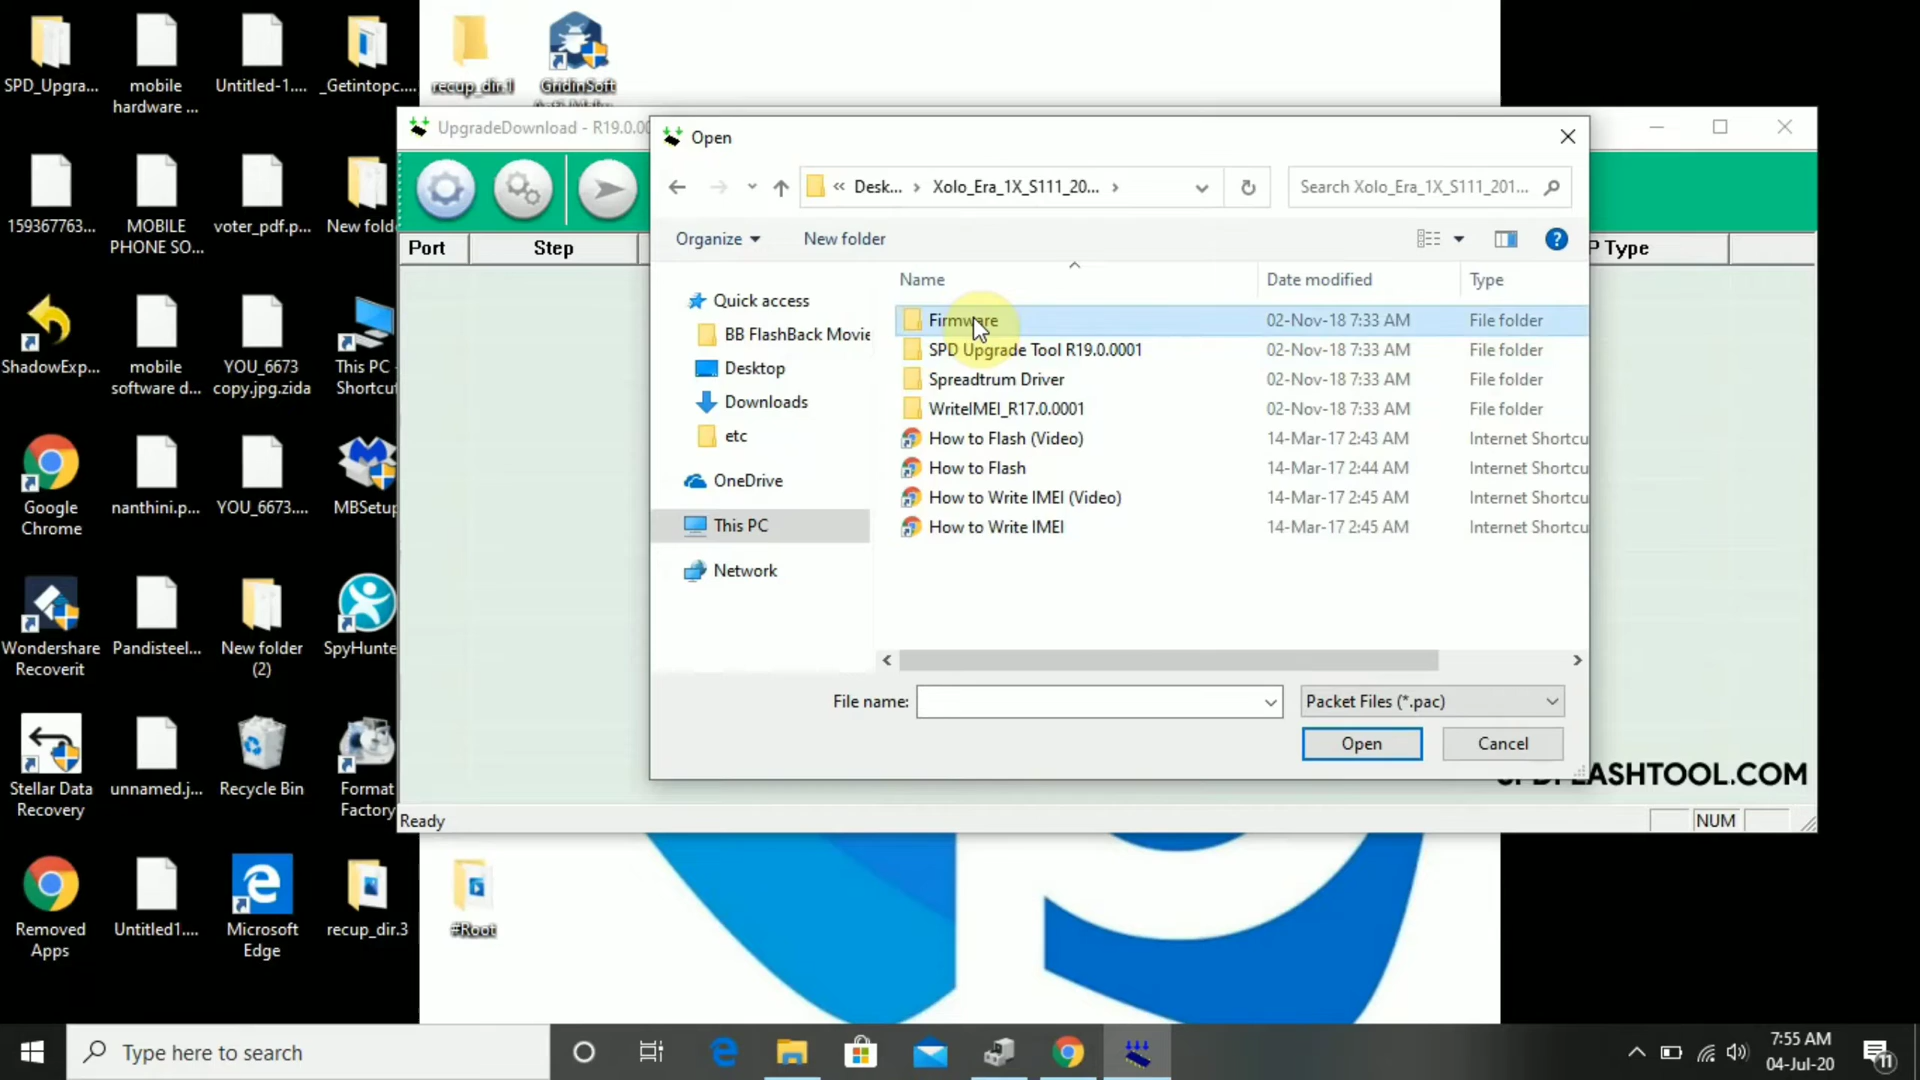 SPD_Upgra...
mobile
hardware ...
Untitled-1....
_Getintopc....
recup_dir.1
GridinSoft
159367763...
MOBILE
PHONE SO...
voter_pdf.p...
New fold
ShadowExp...
mobile
software d...
YOU_6673
copy.jpg.zida
This PC -
Shortcu
Google
Chrome
nanthini.p...
YOU_6673....
MBSetup
Wondershare
Recoverit
Pandisteel...
New folder
(2)
SpyHunte
Stellar Data
Recovery
unnamed.j...
Recycle Bin
Format
Factory
Removed
Apps
Untitled1....
Microsoft
Edge
recup_dir.3
#Root
UpgradeDownload - R19.0.00
Port
Step
P Type
Open
« Desk... › Xolo_Era_1X_S111_20... ›
Search Xolo_Era_1X_S111_201...
Organize
New folder
Quick access
BB FlashBack Movie
Desktop
Downloads
etc
OneDrive
This PC
Network
Name Date modified Type
Firmware 02-Nov-18 7:33 AM File folder
SPD Upgrade Tool R19.0.0001 02-Nov-18 7:33 AM File folder
Spreadtrum Driver 02-Nov-18 7:33 AM File folder
WriteIMEI_R17.0.0001 02-Nov-18 7:33 AM File folder
How to Flash (Video) 14-Mar-17 2:43 AM Internet Shortcu
How to Flash 14-Mar-17 2:44 AM Internet Shortcu
How to Write IMEI (Video) 14-Mar-17 2:45 AM Internet Shortcu
How to Write IMEI 14-Mar-17 2:45 AM Internet Shortcu
File name:
Packet Files (*.pac)
Open
Cancel
SPDFLASHTOOL.COM
Ready
NUM
Type here to search
7:55 AM
04-Jul-20
11